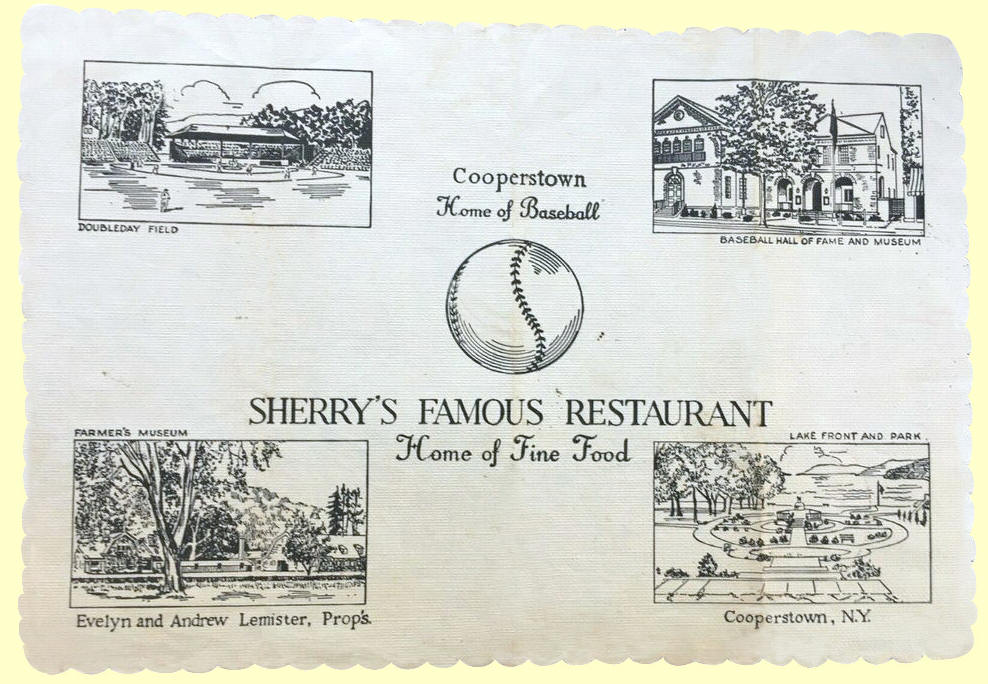 DOUBLEDAY FIELD
Cooperstown
Home of Baseball
BASEBALL HALL OF FAME AND MUSEUM
SHERRY'S FAMOUS RESTAURANT
Home of Fine Food
FARMER'S MUSEUM
LAKE FRONT AND PARK.
Evelyn and Andrew Lemister, Prop's.
Cooperstown, N.Y.